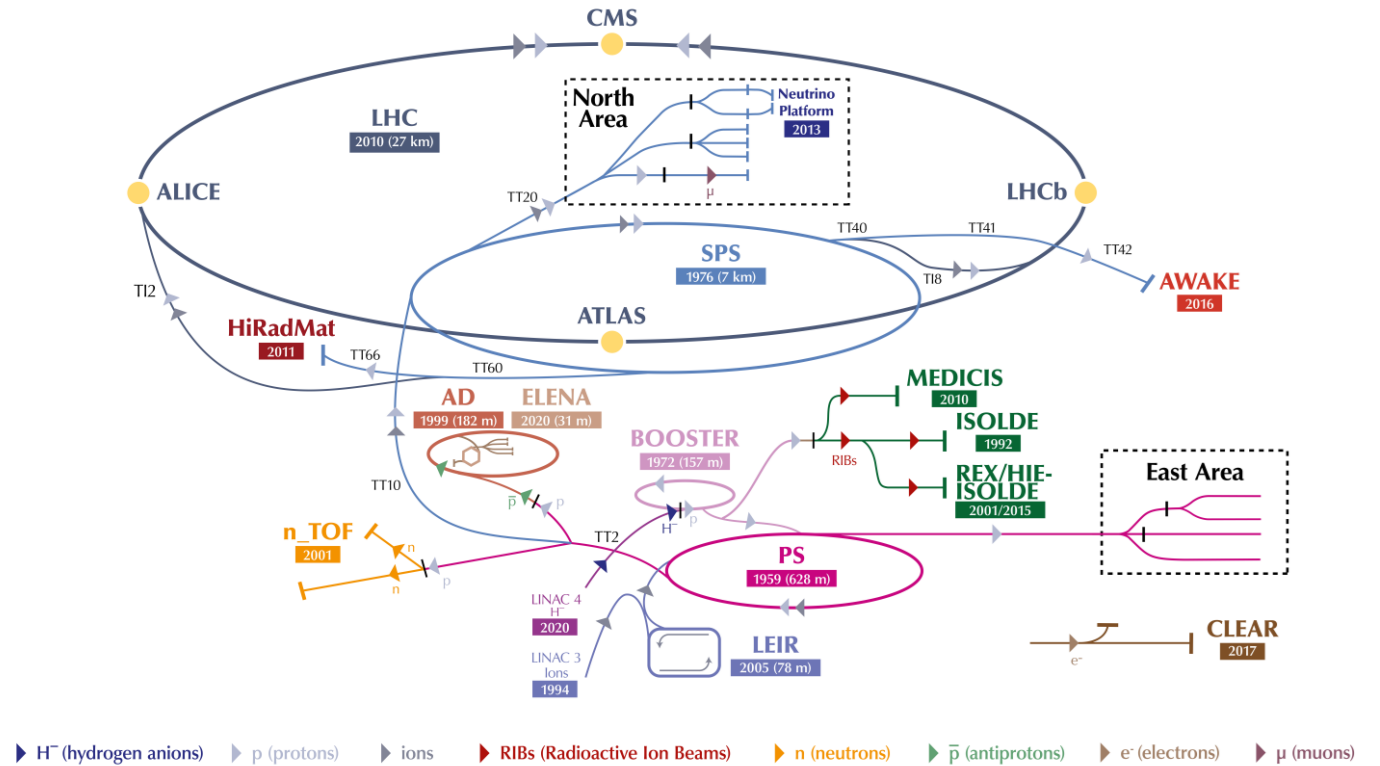 CMS
LHC
2010 (27 km)
North
Area
Neutrino
Platform
2013
μ
ALICE
LHCb
TT20
TT40
TT41
TT42
SPS
1976 (7 km)
TI8
TI2
AWAKE
2016
ATLAS
HiRadMat
2011
TT66
TT60
AD
1999 (182 m)
ELENA
2020 (31 m)
MEDICIS
2010
ISOLDE
1992
RIBs
REX/HIE-
ISOLDE
2001/2015
BOOSTER
1972 (157 m)
East Area
TT10
p̅
p
H⁻
p
n_TOF
2001
n
n
p
TT2
PS
1959 (628 m)
LINAC 4
H⁻
2020
LINAC 3
Ions
1994
LEIR
2005 (78 m)
e⁻
CLEAR
2017
H⁻ (hydrogen anions)
p (protons)
ions
RIBs (Radioactive Ion Beams)
n (neutrons)
p̅ (antiprotons)
e⁻ (electrons)
μ (muons)